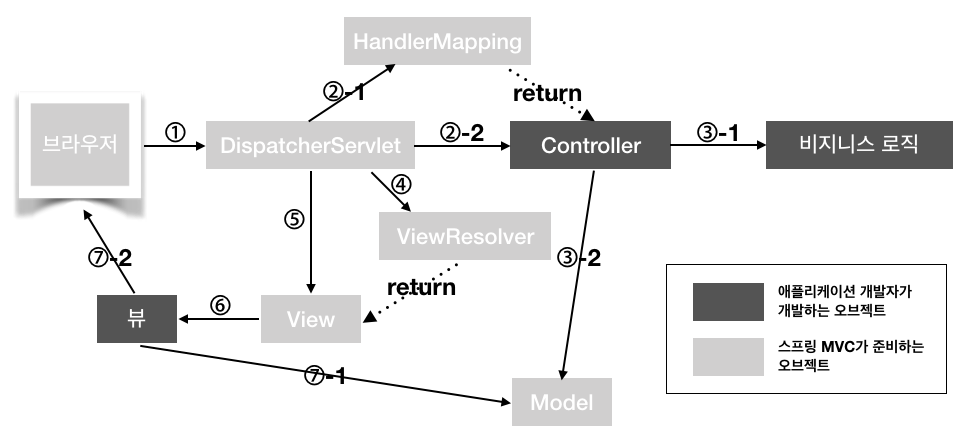 HandlerMapping
②-1
return
브라우저
①
DispatcherServlet
②-2
Controller
③-1
비지니스 로직
④
⑤
ViewResolver
③-2
⑦-2
return
뷰
⑥
View
⑦-1
Model
애플리케이션 개발자가
개발하는 오브젝트
스프링 MVC가 준비하는
오브젝트